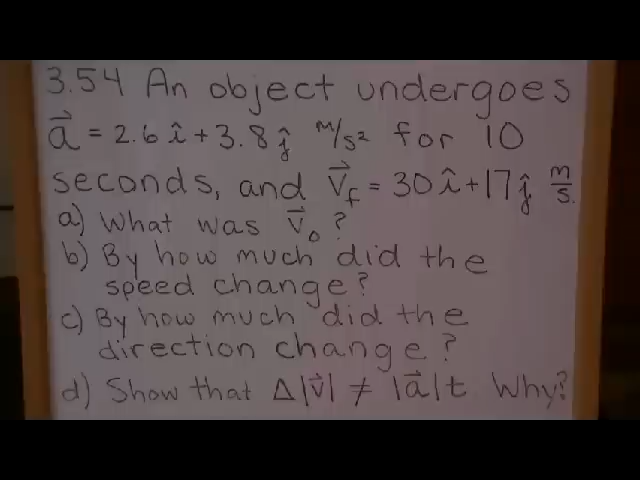 3.54 An object undergoes
a⃗ = 2.6 î + 3.8 ĵ m/s² for 10
seconds, and v⃗f = 30 î + 17 ĵ m/s.
a) What was v⃗₀?
b) By how much did the
speed change?
c) By how much did the
direction change?
d) Show that Δ|v⃗| ≠ |a⃗|t Why?